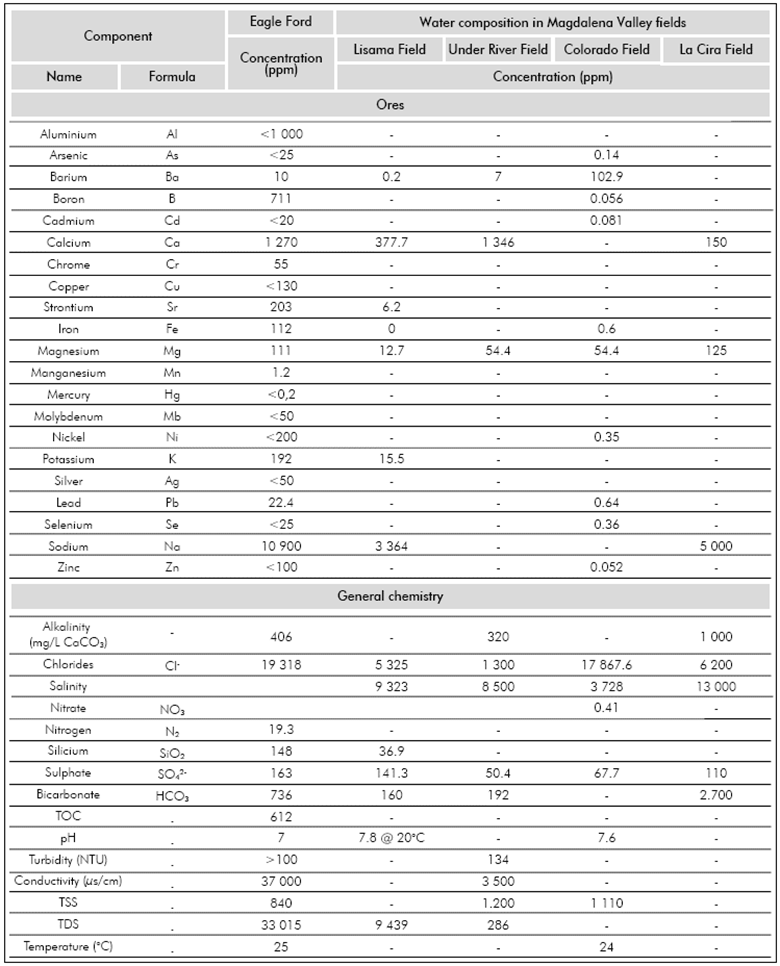 Component Eagle Ford Water composition in Magdalena Valley fields
Concentration (ppm) Lisama Field Under River Field Colorado Field La Cira Field
Name Formula Concentration (ppm)
Ores
Aluminium Al <1 000 - - - -
Arsenic As <25 - - 0.14 -
Barium Ba 10 0.2 7 102.9 -
Boron B 711 - - 0.056 -
Cadmium Cd <20 - - 0.081 -
Calcium Ca 1 270 377.7 1 346 - 150
Chrome Cr 55 - - - -
Copper Cu <130 - - - -
Strontium Sr 203 6.2 - - -
Iron Fe 112 0 - 0.6 -
Magnesium Mg 111 12.7 54.4 54.4 125
Manganesium Mn 1.2 - - - -
Mercury Hg <0,2 - - - -
Molybdenum Mb <50 - - - -
Nickel Ni <200 - - 0.35 -
Potassium K 192 15.5 - - -
Silver Ag <50 - - - -
Lead Pb 22.4 - - 0.64 -
Selenium Se <25 - - 0.36 -
Sodium Na 10 900 3 364 - - 5 000
Zinc Zn <100 - - 0.052 -
General chemistry
Alkalinity
(mg/L CaCO₃) - 406 - 320 - 1 000
Chlorides Cl- 19 318 5 325 1 300 17 867.6 6 200
Salinity 9 323 8 500 3 728 13 000
Nitrate NO₃ 0.41 -
Nitrogen N₂ 19.3 - - - -
Silicium SiO₂ 148 36.9 - - -
Sulphate SO₄²- 163 141.3 50.4 67.7 110
Bicarbonate HCO₃ 736 160 192 - 2.700
TOC - 612 - - - -
pH - 7 7.8 @ 20°C - 7.6 -
Turbidity (NTU) - >100 - 134 - -
Conductivity (µs/cm) - 37 000 - 3 500 - -
TSS - 840 - 1.200 1 110 -
TDS - 33 015 9 439 286 - -
Temperature (°C) - 25 - - 24 -